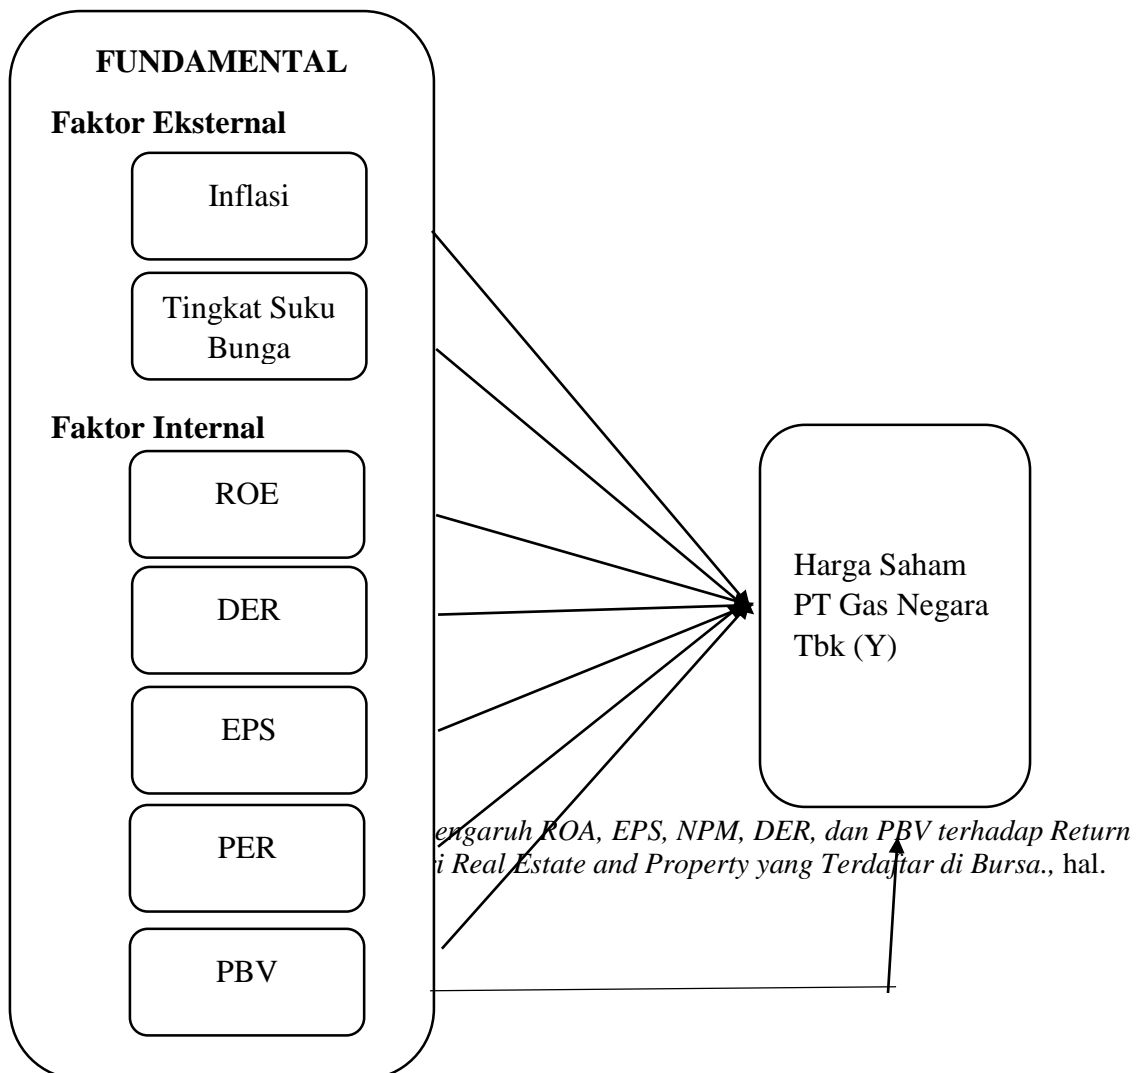 FUNDAMENTAL
Faktor Eksternal
Inflasi
Tingkat Suku
Bunga
Faktor Internal
ROE
DER
EPS
PER
PBV
Harga Saham
PT Gas Negara
Tbk (Y)
ROA, EPS, NPM, DER, dan PBV terhadap Return
Real Estate and Property yang Terdaftar di Bursa., hal.